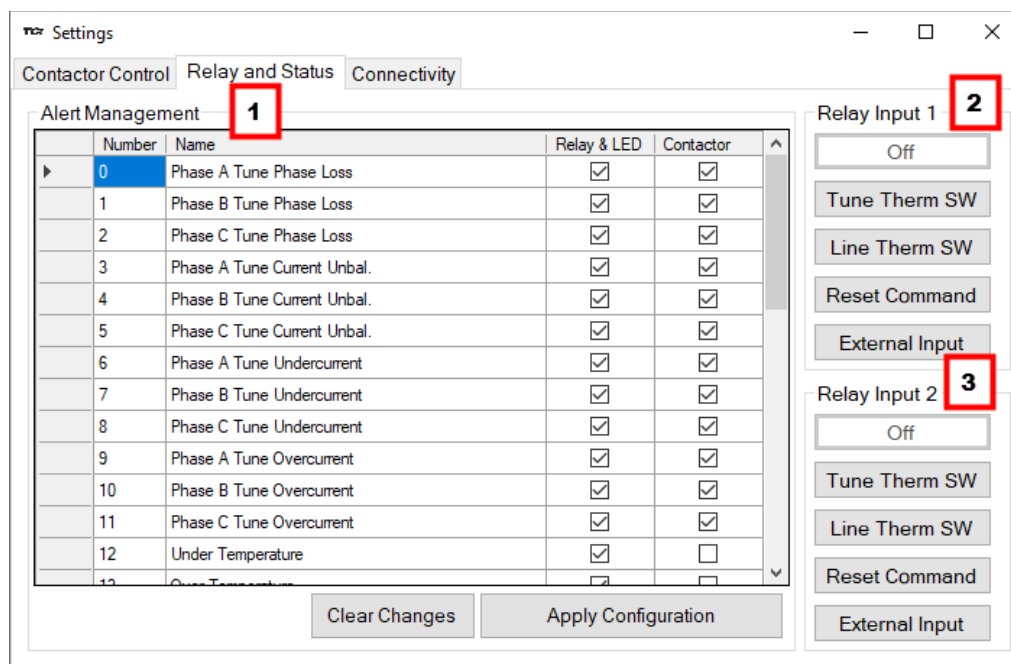 TCI Settings
Contactor Control Relay and Status Connectivity
Alert Management 1
Number Name Relay & LED Contactor
0 Phase A Tune Phase Loss
1 Phase B Tune Phase Loss
2 Phase C Tune Phase Loss
3 Phase A Tune Current Unbal.
4 Phase B Tune Current Unbal.
5 Phase C Tune Current Unbal.
6 Phase A Tune Undercurrent
7 Phase B Tune Undercurrent
8 Phase C Tune Undercurrent
9 Phase A Tune Overcurrent
10 Phase B Tune Overcurrent
11 Phase C Tune Overcurrent
12 Under Temperature
13 Over Temperature
Clear Changes Apply Configuration
Relay Input 1 2
Off
Tune Therm SW
Line Therm SW
Reset Command
External Input
Relay Input 2 3
Off
Tune Therm SW
Line Therm SW
Reset Command
External Input